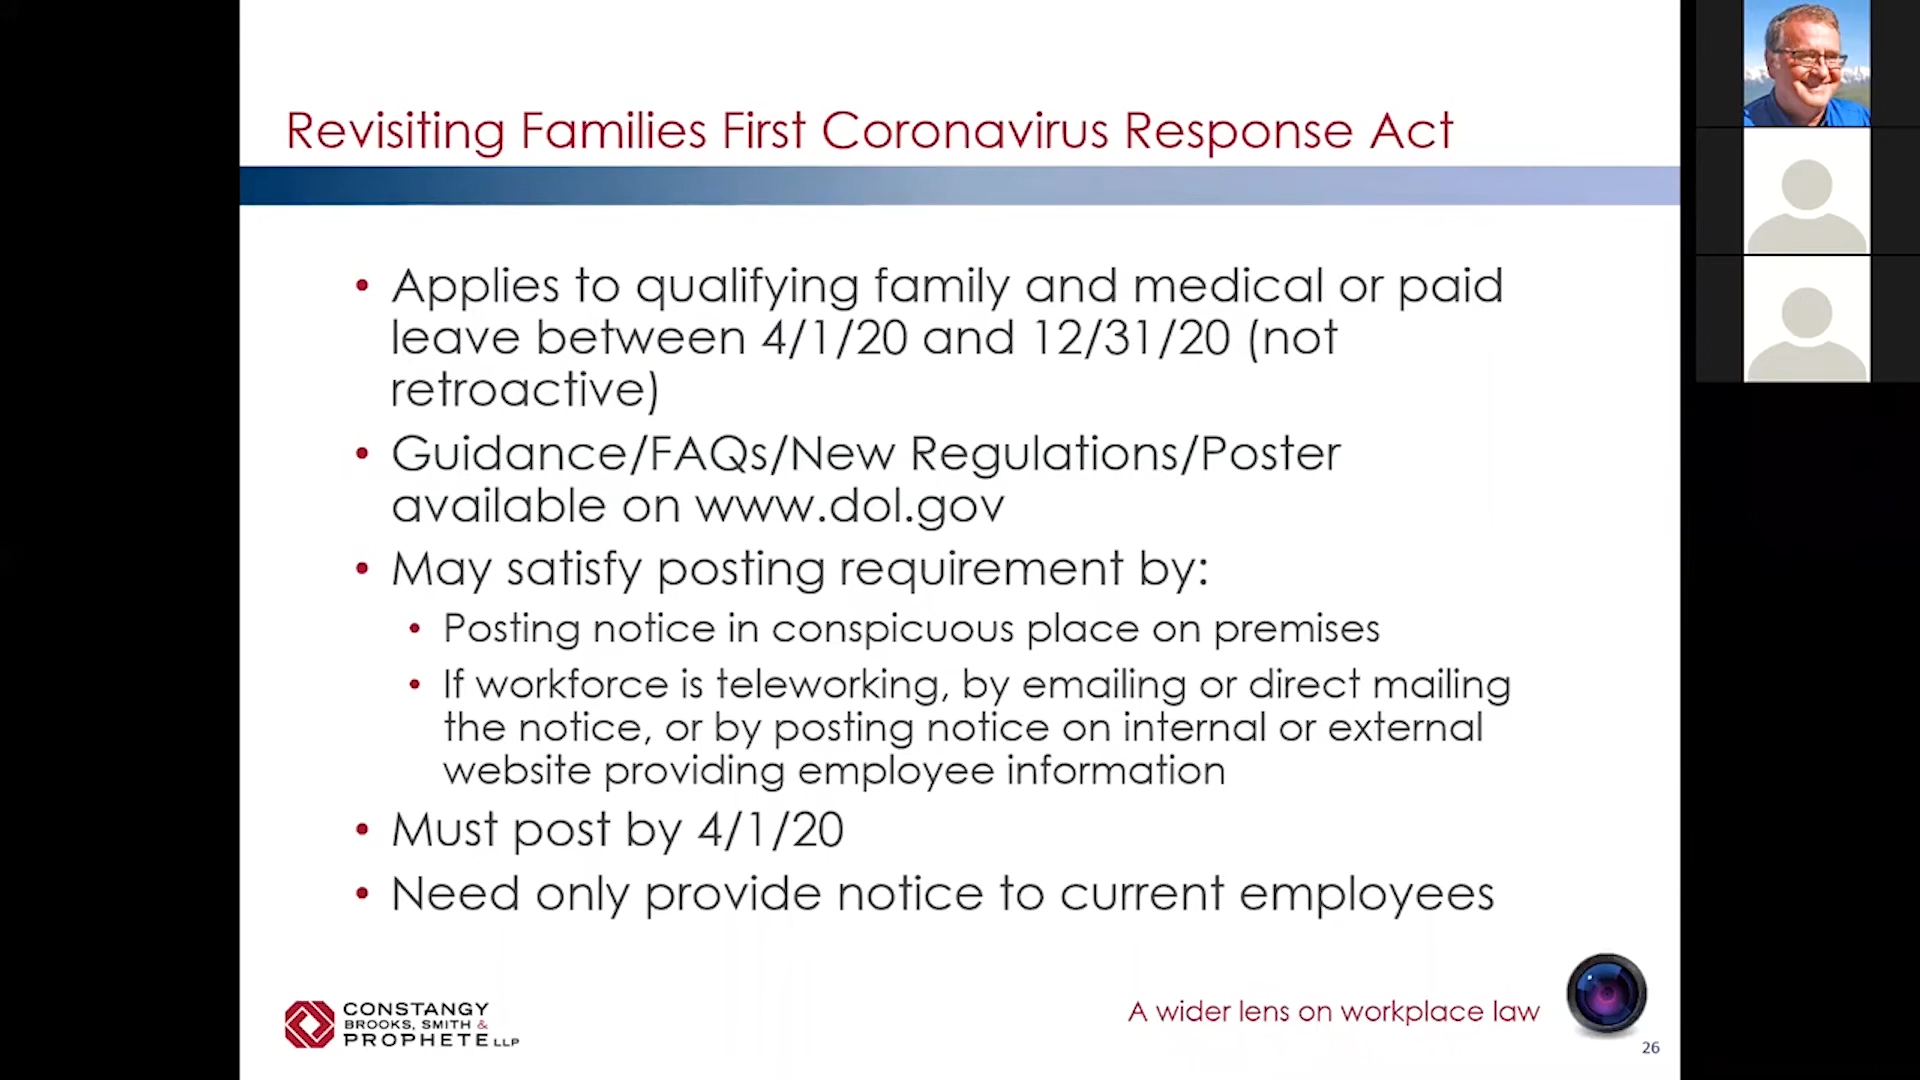 Revisiting Families First Coronavirus Response Act
• Applies to qualifying family and medical or paid
leave between 4/1/20 and 12/31/20 (not
retroactive)
• Guidance/FAQs/New Regulations/Poster
available on www.dol.gov
• May satisfy posting requirement by:
• Posting notice in conspicuous place on premises
• If workforce is teleworking, by emailing or direct mailing
the notice, or by posting notice on internal or external
website providing employee information
• Must post by 4/1/20
• Need only provide notice to current employees
CONSTANGY
BROOKS, SMITH &
PROPHETE LLP
A wider lens on workplace law
26